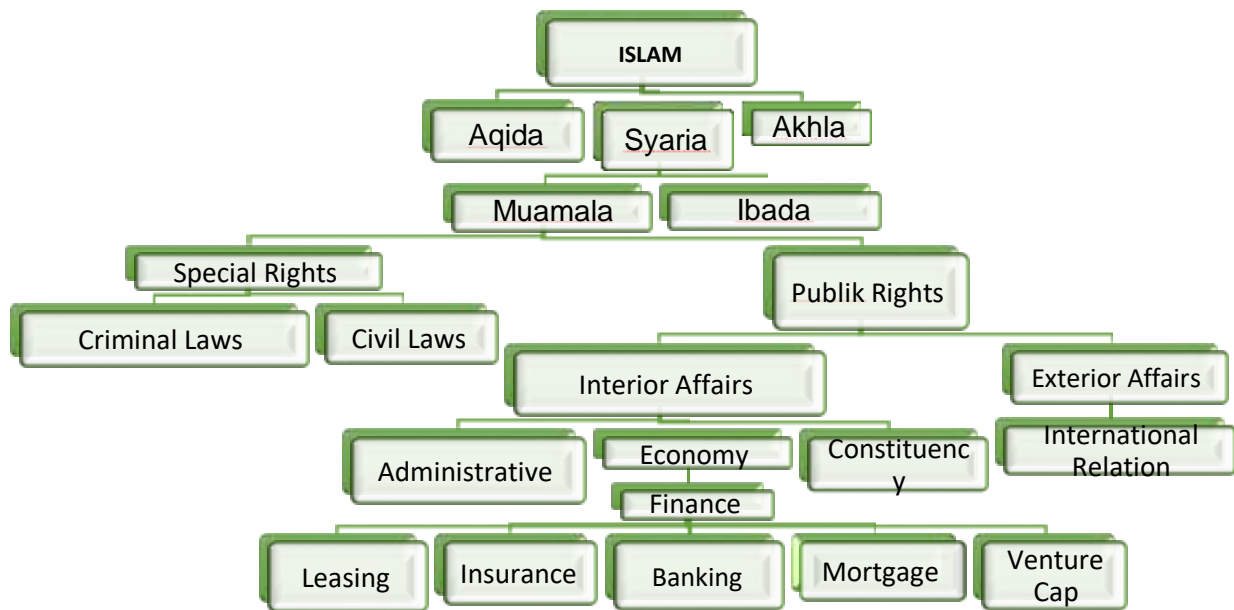 ISLAM
Aqida
Syaria
Akhla
Muamala
Ibada
Special Rights
Publik Rights
Criminal Laws
Civil Laws
Interior Affairs
Exterior Affairs
Administrative
Economy
Constituenc
y
International
Relation
Finance
Leasing
Insurance
Banking
Mortgage
Venture
Cap